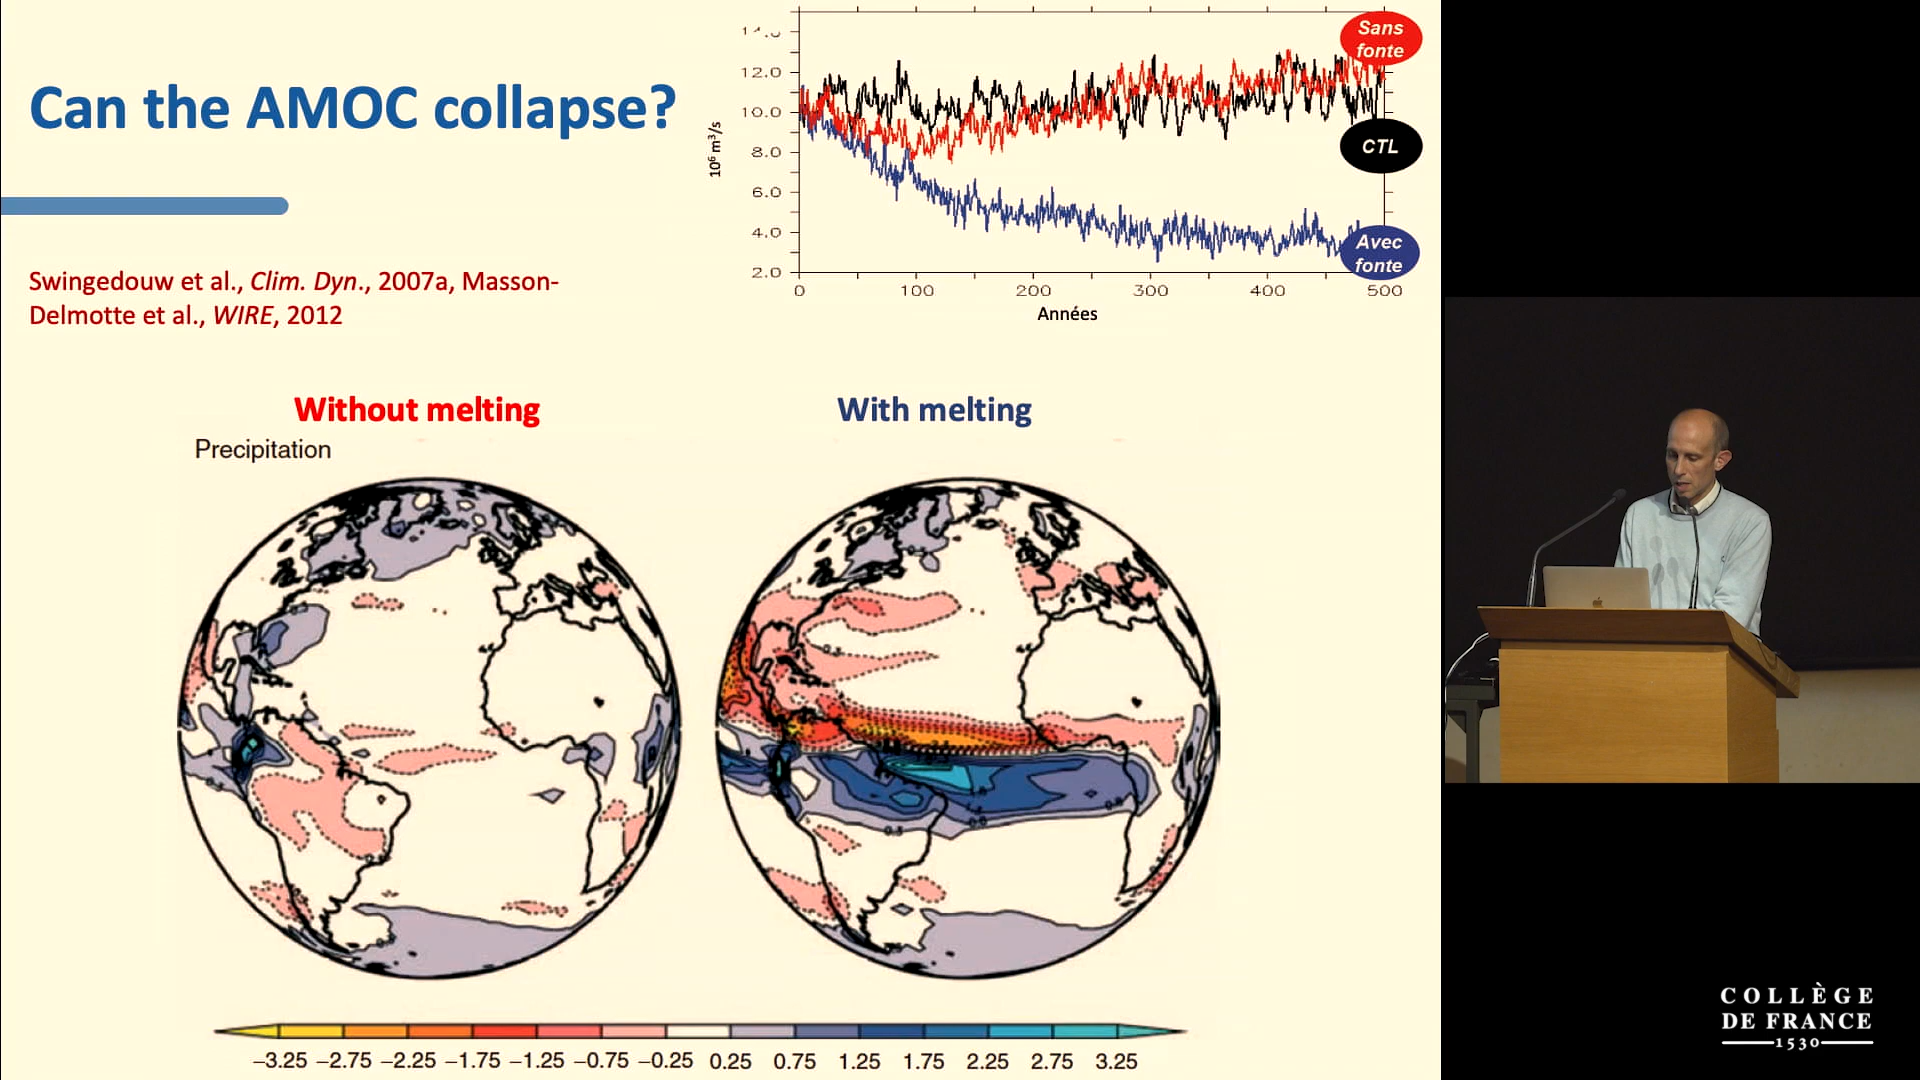 Can the AMOC collapse?
Swingedouw et al., Clim. Dyn., 2007a, Masson-
Delmotte et al., WIRE, 2012
10⁶ m³/s
12.0
10.0
8.0
6.0
4.0
2.0
0 100 200 300 400 500
Années
Sans
fonte
CTL
Avec
fonte
Without melting
With melting
Precipitation
−3.25 −2.75 −2.25 −1.75 −1.25 −0.75 −0.25 0.25 0.75 1.25 1.75 2.25 2.75 3.25
COLLÈGE
DE FRANCE
1530